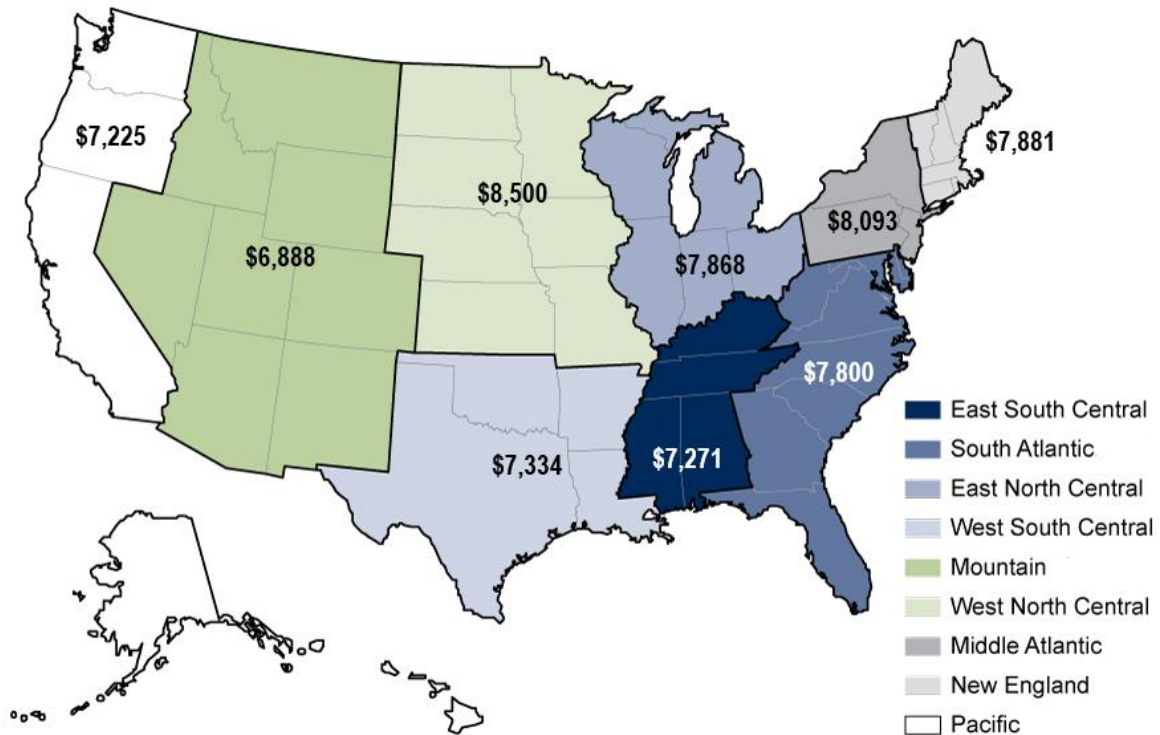 $7,225
$6,888
$8,500
$7,868
$7,881
$8,093
$7,800
$7,334
$7,271
East South Central
South Atlantic
East North Central
West South Central
Mountain
West North Central
Middle Atlantic
New England
Pacific